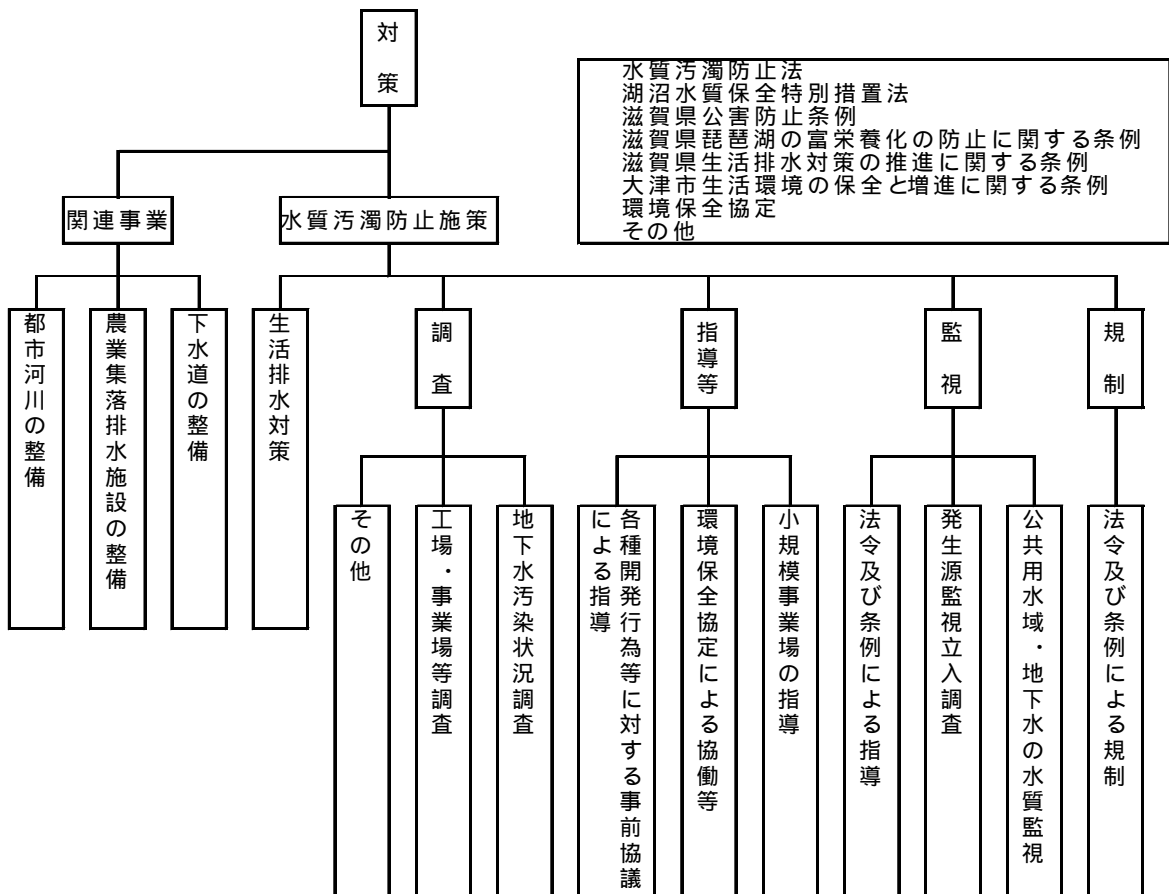 対策
水質汚濁防止法
湖沼水質保全特別措置法
滋賀県公害防止条例
滋賀県琵琶湖の富栄養化の防止に関する条例
滋賀県生活排水対策の推進に関する条例
大津市生活環境の保全と増進に関する条例
環境保全協定
その他
関連事業
水質汚濁防止施策
都市河川の整備
農業集落排水施設の整備
下水道の整備
生活排水対策
調査
指導等
監視
規制
その他
工場・事業場等調査
地下水汚染状況調査
各種開発行為等に対する事前協議
による指導
環境保全協定による協働等
小規模事業場の指導
法令及び条例による指導
発生源監視立入調査
公共用水域・地下水の水質監視
法令及び条例による規制